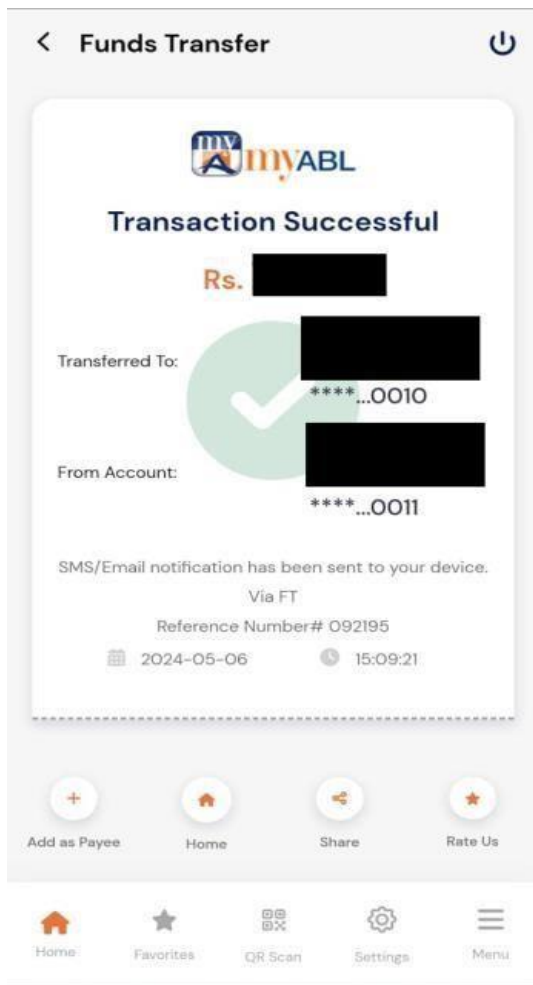 Funds Transfer
my myABL
Transaction Successful
Rs.
Transferred To:
****...0010
From Account:
****...0011
SMS/Email notification has been sent to your device.
Via FT
Reference Number# 092195
2024-05-06 15:09:21
Add as Payee Home Share Rate Us
Home Favorites QR Scan Settings Menu